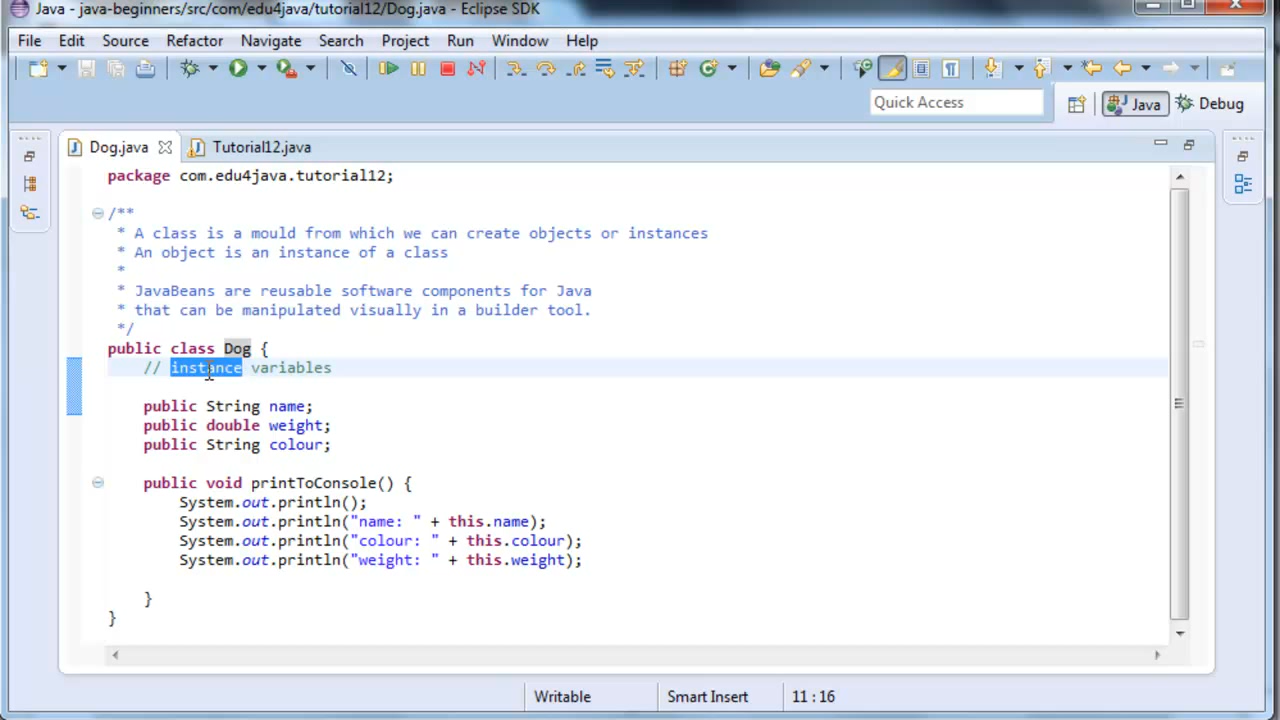 Java - java-beginners/src/com/edu4java/tutorial12/Dog.java - Eclipse SDK
File Edit Source Refactor Navigate Search Project Run Window Help
Quick Access
Java
Debug
Dog.java
Tutorial12.java
package com.edu4java.tutorial12;
/**
* A class is a mould from which we can create objects or instances
* An object is an instance of a class
*
* JavaBeans are reusable software components for Java
* that can be manipulated visually in a builder tool.
*/
public class Dog {
// instance variables
public String name;
public double weight;
public String colour;
public void printToConsole() {
System.out.println();
System.out.println("name: " + this.name);
System.out.println("colour: " + this.colour);
System.out.println("weight: " + this.weight);
}
}
Writable
Smart Insert
11 : 16